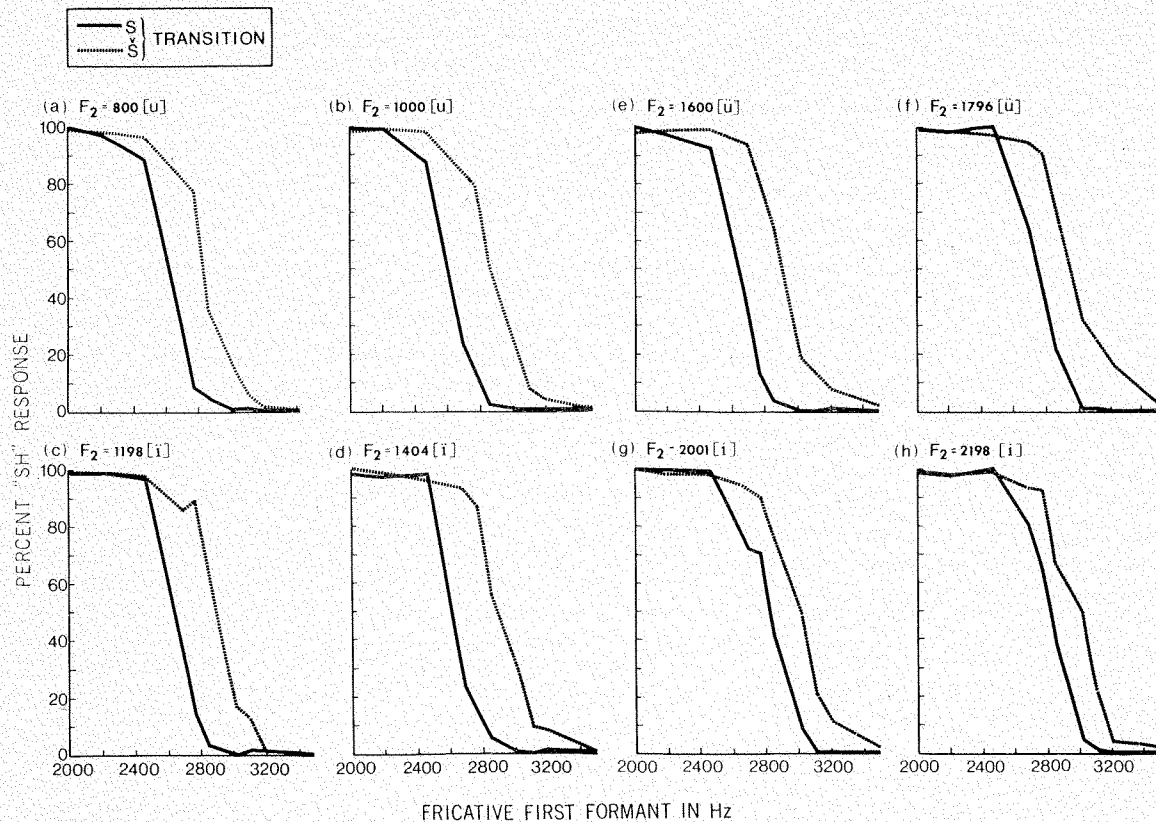 S
Š } TRANSITION
(a) F₂ = 800 [u]
(b) F₂ = 1000 [u]
(e) F₂ = 1600 [ü]
(f) F₂ = 1796 [ü]
100
80
60
40
20
0
(c) F₂ = 1198 [ï]
(d) F₂ = 1404 [ï]
(g) F₂ - 2001 [i]
(h) F₂ = 2198 [i]
100
80
60
40
20
0
2000 2400 2800 3200
2000 2400 2800 3200
2000 2400 2800 3200
2000 2400 2800 3200
PERCENT "SH" RESPONSE
FRICATIVE FIRST FORMANT IN Hz